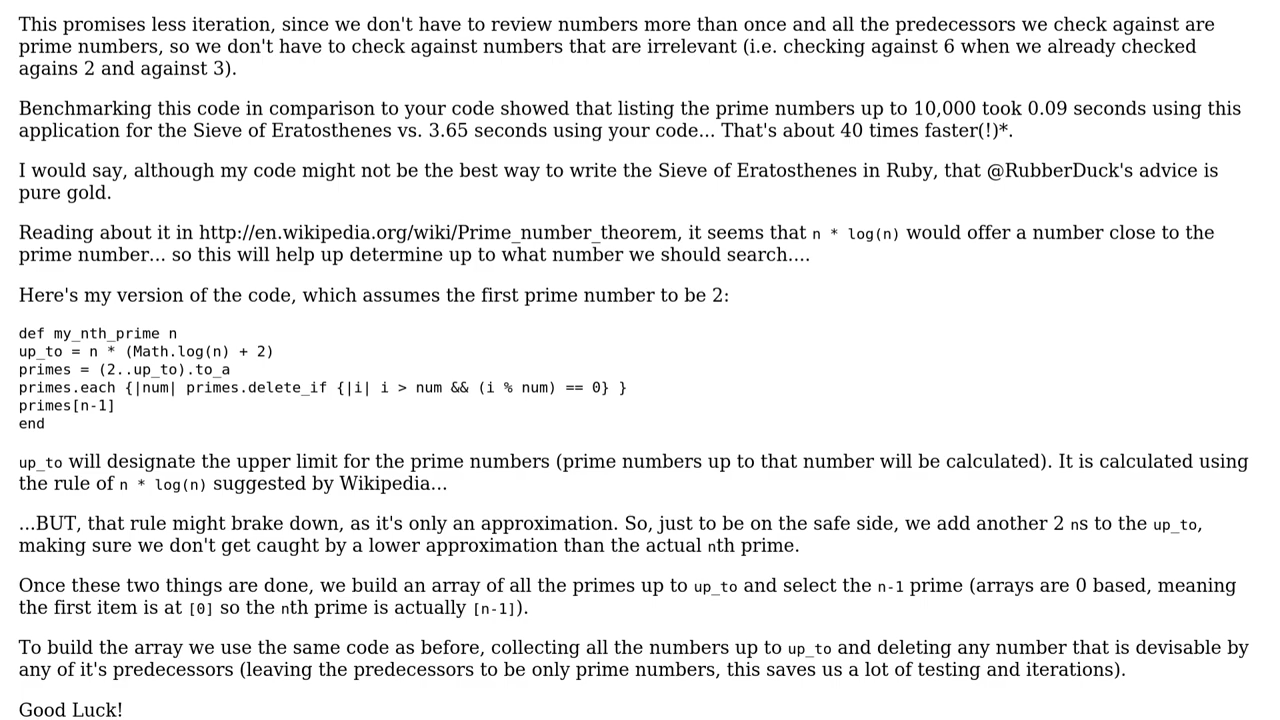 This promises less iteration, since we don't have to review numbers more than once and all the predecessors we check against are
prime numbers, so we don't have to check against numbers that are irrelevant (i.e. checking against 6 when we already checked
agains 2 and against 3).
Benchmarking this code in comparison to your code showed that listing the prime numbers up to 10,000 took 0.09 seconds using this
application for the Sieve of Eratosthenes vs. 3.65 seconds using your code... That's about 40 times faster(!)*.
I would say, although my code might not be the best way to write the Sieve of Eratosthenes in Ruby, that @RubberDuck's advice is
pure gold.
Reading about it in http://en.wikipedia.org/wiki/Prime_number_theorem, it seems that n * log(n) would offer a number close to the
prime number... so this will help up determine up to what number we should search....
Here's my version of the code, which assumes the first prime number to be 2:
def my_nth_prime n
up_to = n * (Math.log(n) + 2)
primes = (2..up_to).to_a
primes.each {|num| primes.delete_if {|i| i > num && (i % num) == 0} }
primes[n-1]
end
up_to will designate the upper limit for the prime numbers (prime numbers up to that number will be calculated). It is calculated using
the rule of n * log(n) suggested by Wikipedia...
...BUT, that rule might brake down, as it's only an approximation. So, just to be on the safe side, we add another 2 ns to the up_to,
making sure we don't get caught by a lower approximation than the actual nth prime.
Once these two things are done, we build an array of all the primes up to up_to and select the n-1 prime (arrays are 0 based, meaning
the first item is at [0] so the nth prime is actually [n-1]).
To build the array we use the same code as before, collecting all the numbers up to up_to and deleting any number that is devisable by
any of it's predecessors (leaving the predecessors to be only prime numbers, this saves us a lot of testing and iterations).
Good Luck!